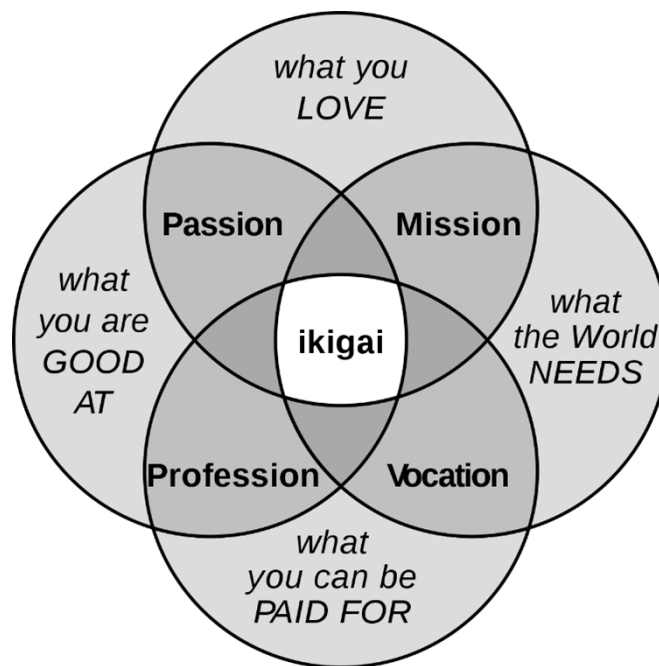 what you
LOVE
Passion
Mission
what
you are
GOOD
AT
ikigai
what
the World
NEEDS
Profession
Vocation
what
you can be
PAID FOR